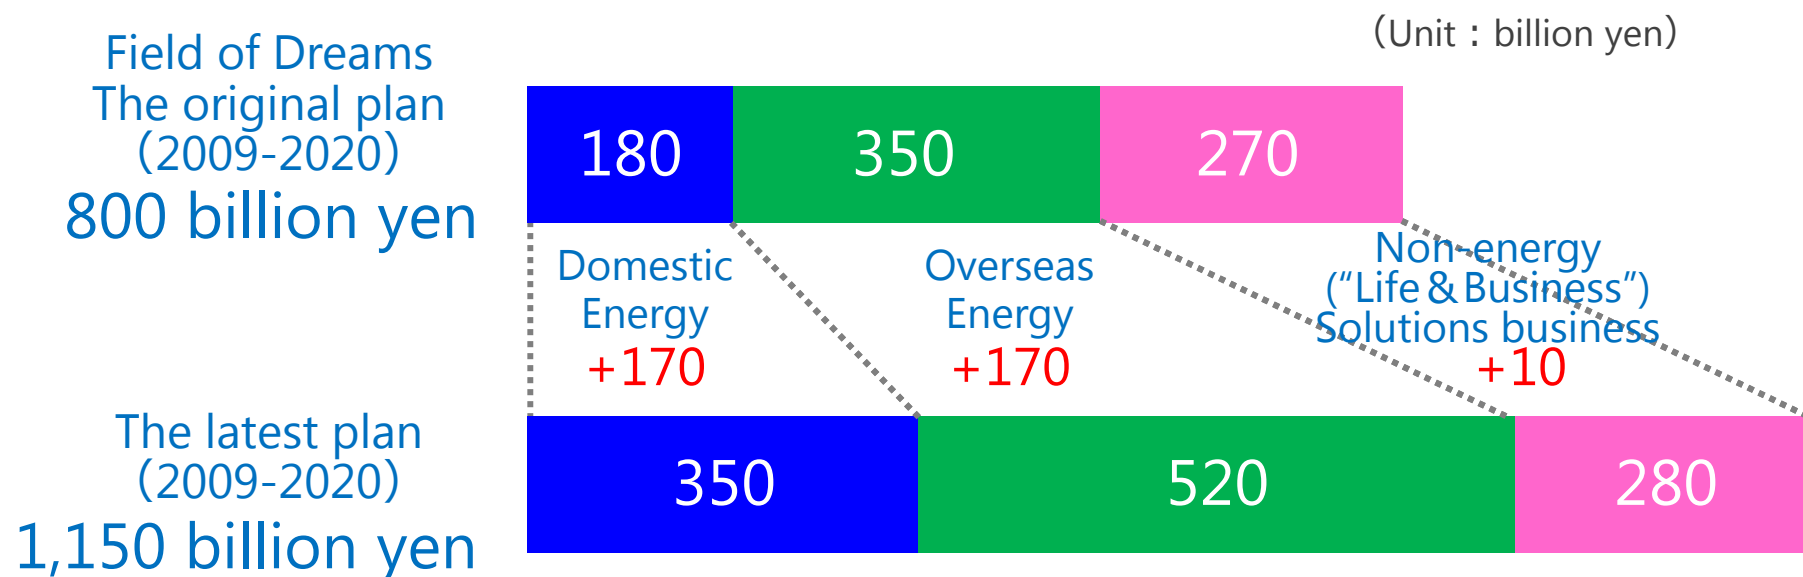 （Unit：billion yen）
Field of Dreams
The original plan
（2009-2020）
800 billion yen
180
350
270
Domestic
Energy
+170
Overseas
Energy
+170
Non-energy
(“Life＆Business”)
Solutions business
+10
The latest plan
（2009-2020）
1,150 billion yen
350
520
280